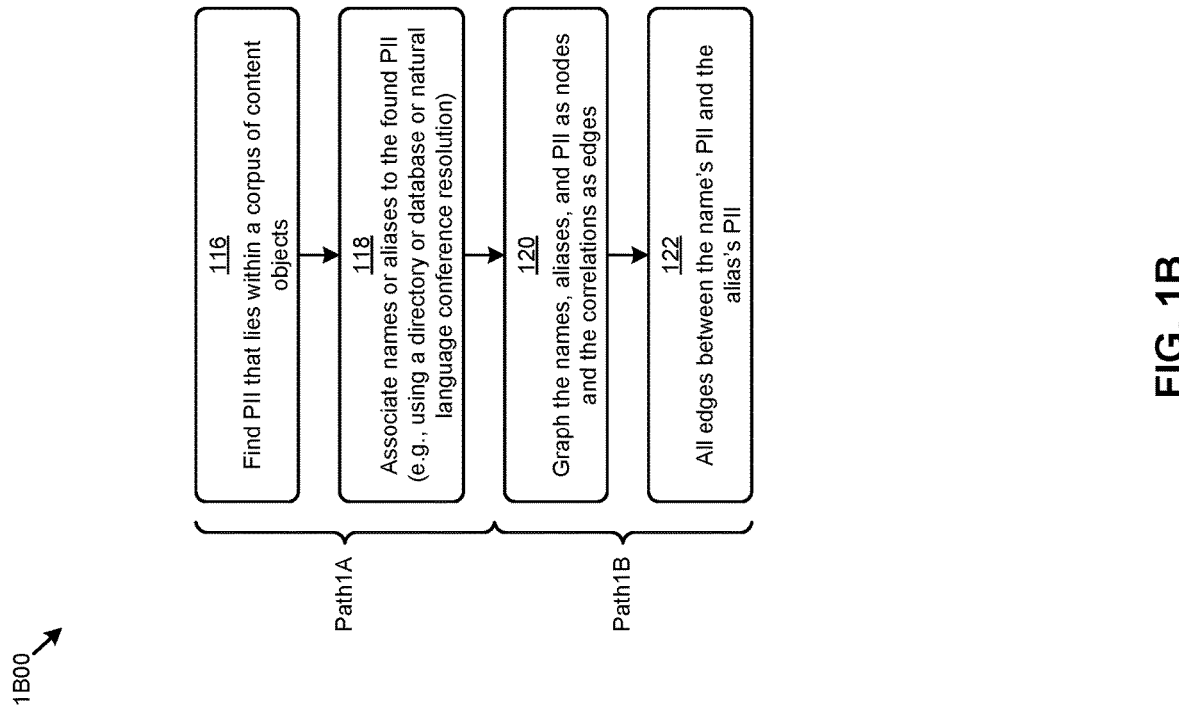 1B00
Path1A
116
Find PII that lies within a corpus of content
objects
118
Associate names or aliases to the found PII
(e.g., using a directory or database or natural
language conference resolution)
Path1B
120
Graph the names, aliases, and PII as nodes
and the correlations as edges
122
All edges between the name's PII and the
alias's PII
FIG. 1B